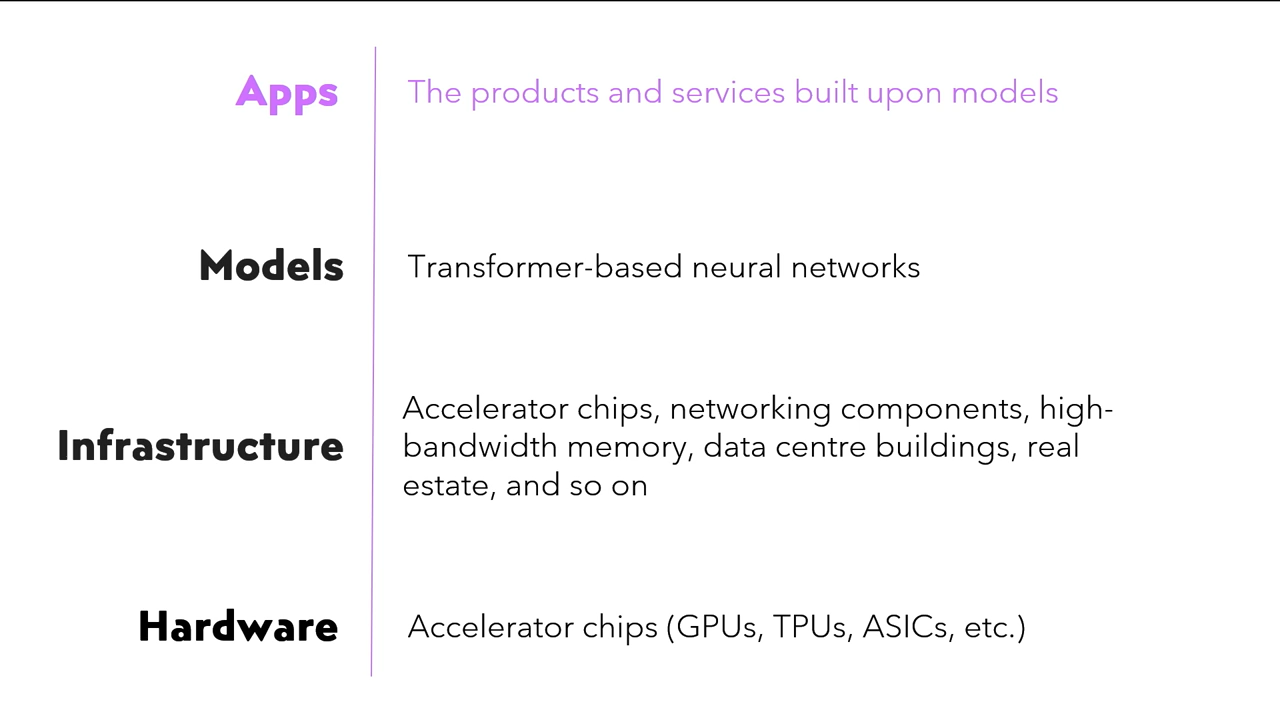 Apps
The products and services built upon models
Models
Transformer-based neural networks
Infrastructure
Accelerator chips, networking components, high-
bandwidth memory, data centre buildings, real
estate, and so on
Hardware
Accelerator chips (GPUs, TPUs, ASICs, etc.)